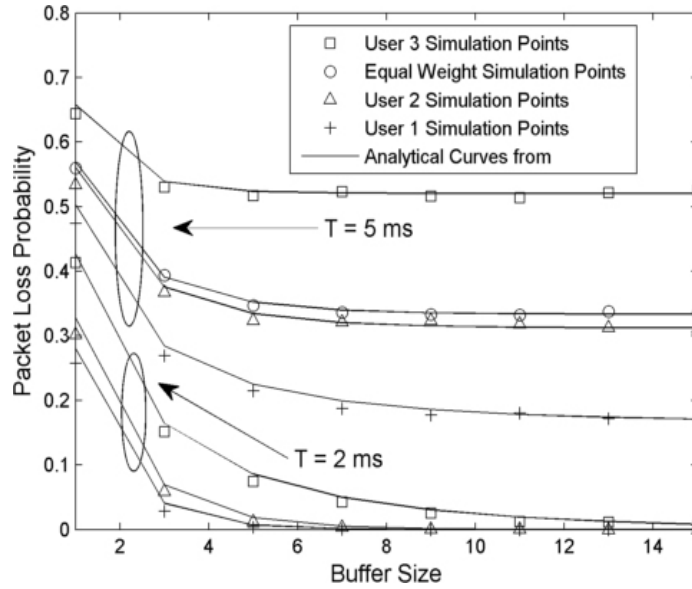 0.8
0.7
0.6
0.5
0.4
0.3
0.2
0.1
0
Packet Loss Probability
User 3 Simulation Points
Equal Weight Simulation Points
User 2 Simulation Points
User 1 Simulation Points
Analytical Curves from
T = 5 ms
T = 2 ms
2 4 6 8 10 12 14
Buffer Size